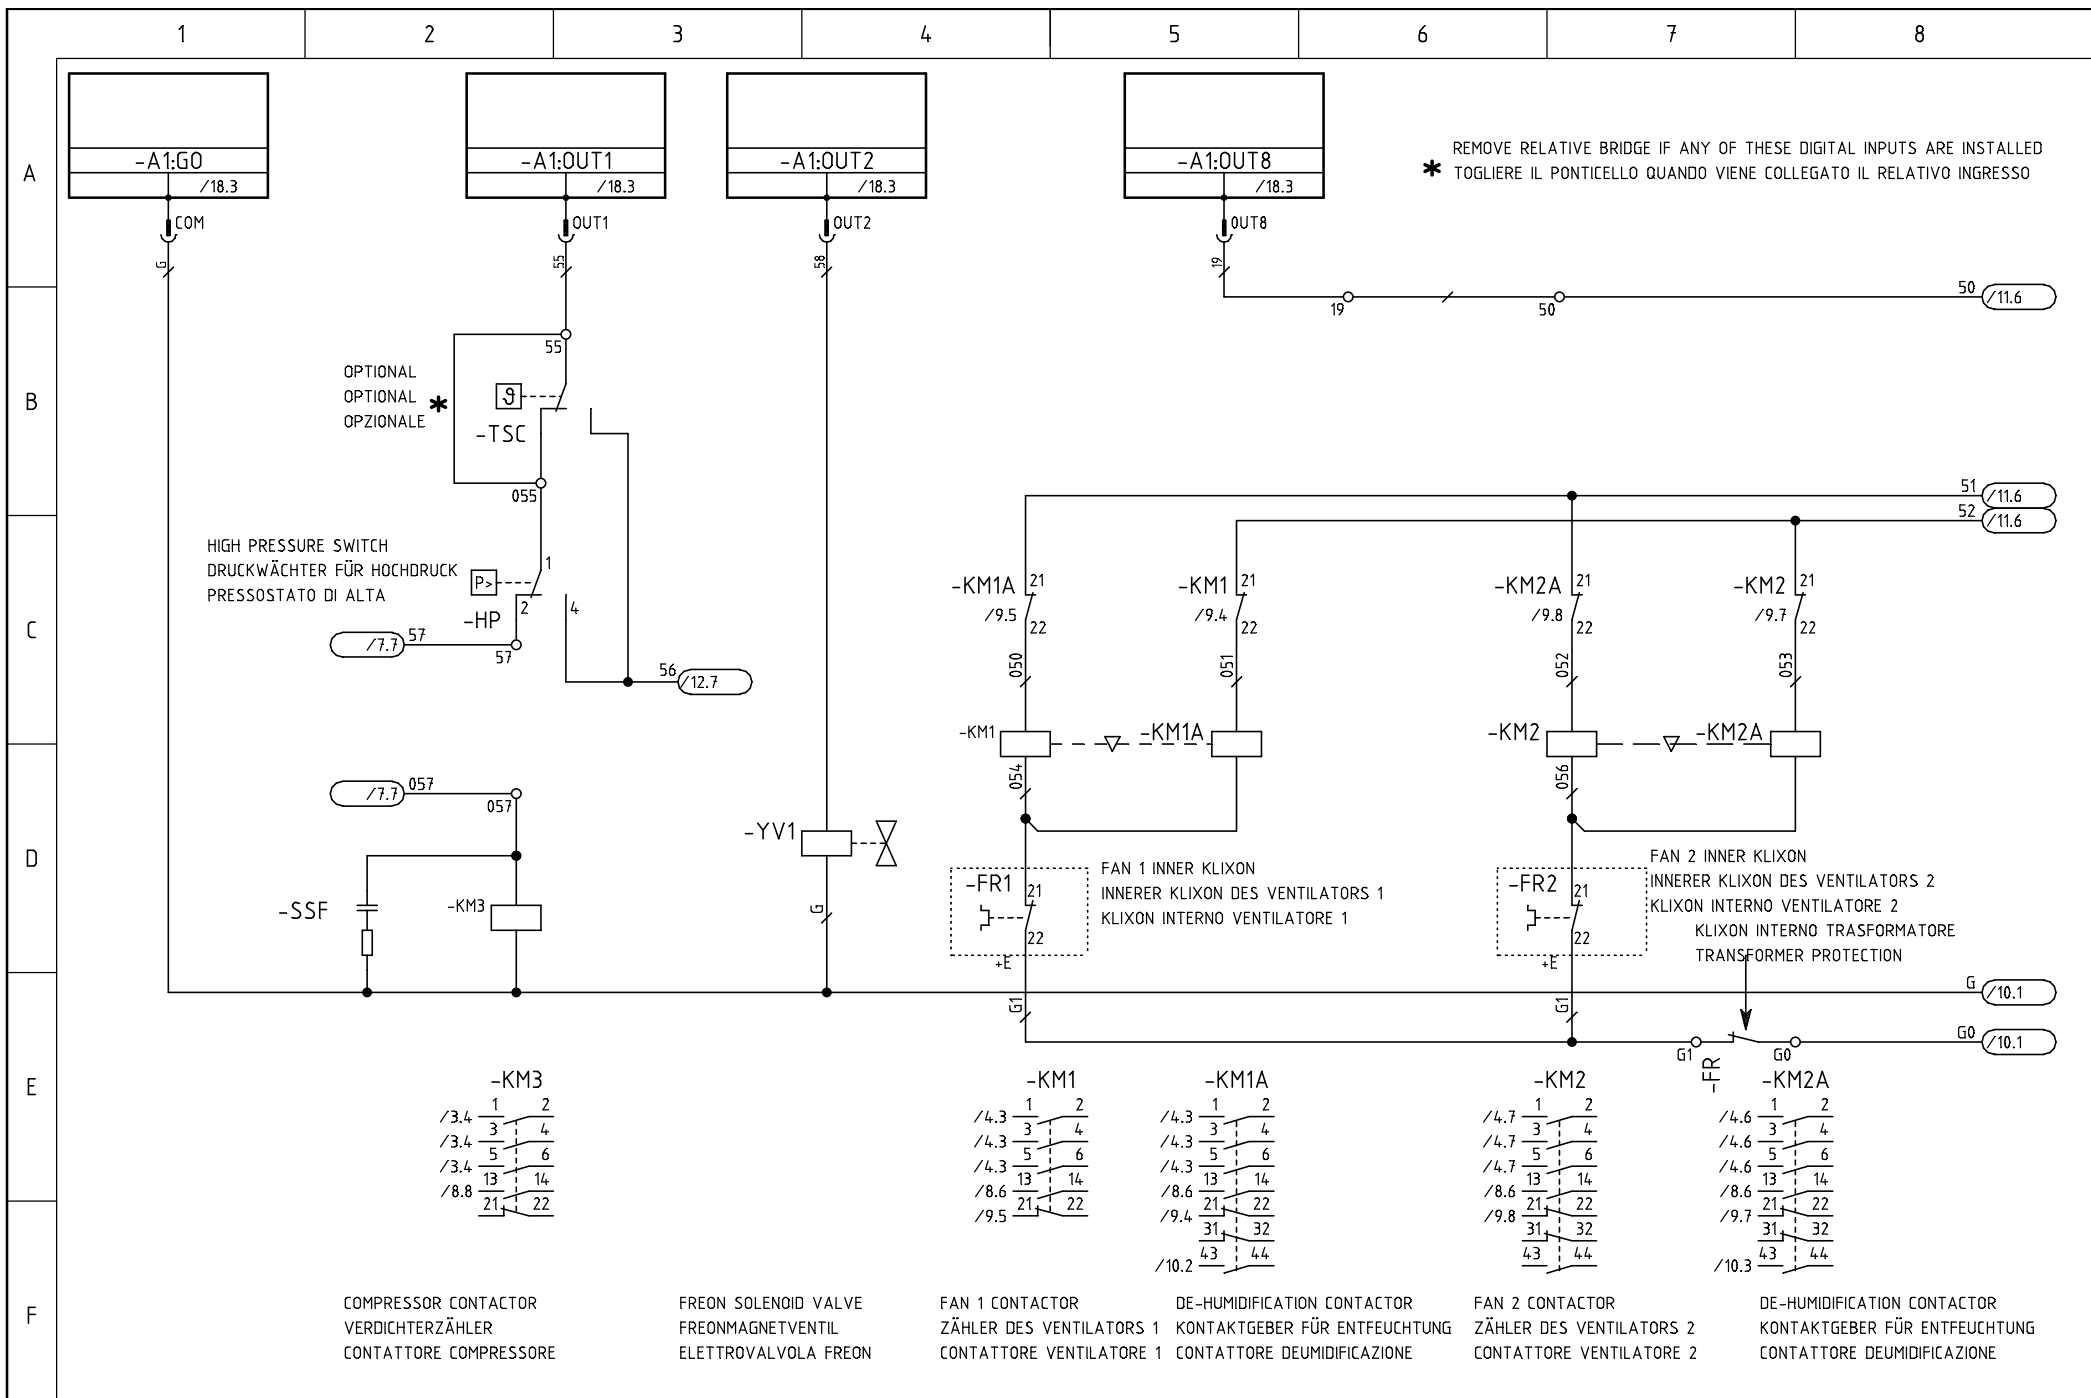 1 2 3 4 5 6 7 8
A
B
C
D
E
F
-A1:G0
/18.3
COM
G
-A1:OUT1
/18.3
OUT1
55
-A1:OUT2
/18.3
OUT2
58
-A1:OUT8
/18.3
OUT8
19
REMOVE RELATIVE BRIDGE IF ANY OF THESE DIGITAL INPUTS ARE INSTALLED
* TOGLIERE IL PONTICELLO QUANDO VIENE COLLEGATO IL RELATIVO INGRESSO
19
50
50 /11.6
55
OPTIONAL
OPTIONAL *
OPZIONALE
ϑ
-TSC
055
51 /11.6
52 /11.6
HIGH PRESSURE SWITCH
DRUCKWÄCHTER FÜR HOCHDRUCK
PRESSOSTATO DI ALTA
P>
1
2
4
-HP
/7.7 57
57
56 /12.7
-KM1A 21
/9.5 22
050
-KM1 21
/9.4 22
051
-KM2A 21
/9.8 22
052
-KM2 21
/9.7 22
053
-KM1
-KM1A
-KM2
-KM2A
054
056
/7.7 057
057
-SSF
-KM3
-YV1
G
-FR1 21
22
+E
FAN 1 INNER KLIXON
INNERER KLIXON DES VENTILATORS 1
KLIXON INTERNO VENTILATORE 1
-FR2 21
22
+E
FAN 2 INNER KLIXON
INNERER KLIXON DES VENTILATORS 2
KLIXON INTERNO VENTILATORE 2
KLIXON INTERNO TRASFORMATORE
TRANSFORMER PROTECTION
G /10.1
G1
G1
G1
-FR
G0
G0 /10.1
-KM3
/3.4 1 2
/3.4 3 4
/3.4 5 6
/8.8 13 14
21 22
-KM1
/4.3 1 2
/4.3 3 4
/4.3 5 6
/8.6 13 14
/9.5 21 22
-KM1A
/4.3 1 2
/4.3 3 4
/4.3 5 6
/8.6 13 14
/9.4 21 22
31 32
/10.2 43 44
-KM2
/4.7 1 2
/4.7 3 4
/4.7 5 6
/8.6 13 14
/9.8 21 22
31 32
43 44
-KM2A
/4.6 1 2
/4.6 3 4
/4.6 5 6
/8.6 13 14
/9.7 21 22
31 32
/10.3 43 44
COMPRESSOR CONTACTOR
VERDICHTERZÄHLER
CONTATTORE COMPRESSORE
FREON SOLENOID VALVE
FREONMAGNETVENTIL
ELETTROVALVOLA FREON
FAN 1 CONTACTOR
ZÄHLER DES VENTILATORS 1
CONTATTORE VENTILATORE 1
DE-HUMIDIFICATION CONTACTOR
KONTAKTGEBER FÜR ENTFEUCHTUNG
CONTATTORE DEUMIDIFICAZIONE
FAN 2 CONTACTOR
ZÄHLER DES VENTILATORS 2
CONTATTORE VENTILATORE 2
DE-HUMIDIFICATION CONTACTOR
KONTAKTGEBER FÜR ENTFEUCHTUNG
CONTATTORE DEUMIDIFICAZIONE